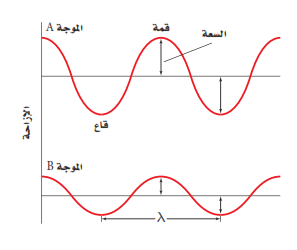 الموجة A
قمة
السعة
قاع
الإزاحة
الموجة B
λ